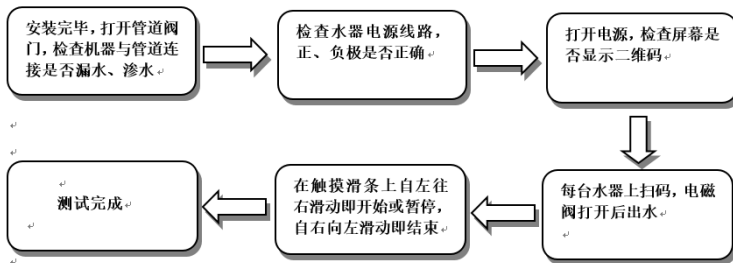 安装完毕，打开管道阀
门，检查机器与管道连
接是否漏水、渗水
检查水器电源线路，
正、负极是否正确
打开电源，检查屏幕是
否显示二维码
每台水器上扫码，电磁
阀打开后出水
在触摸滑条上自左往
右滑动即开始或暂停，
自右向左滑动即结束
测试完成